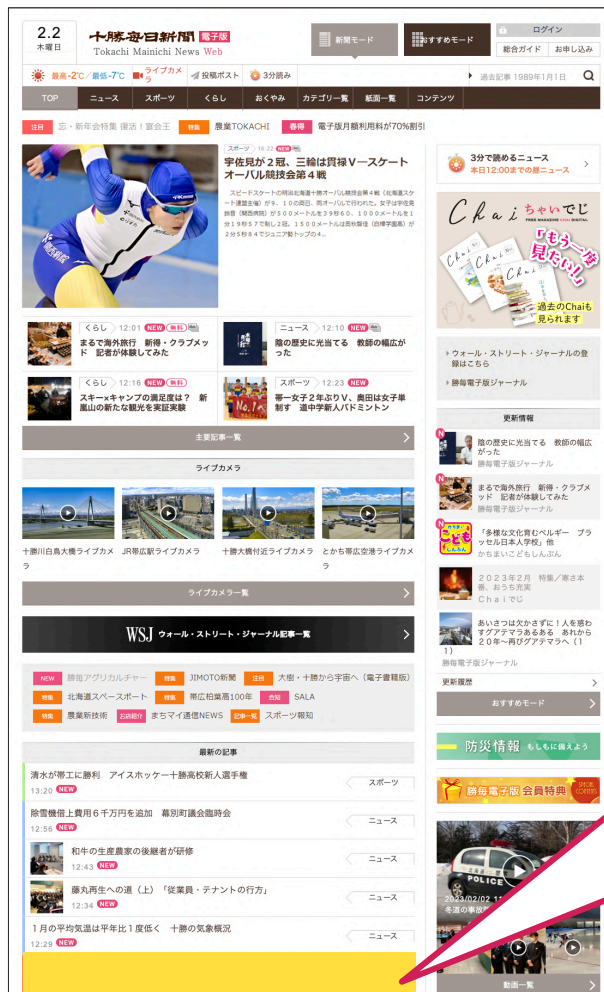 2.2
木曜日
十勝毎日新聞 電子版
Tokachi Mainichi News Web
新聞モード
おすすめモード
ログイン
総合ガイド お申し込み
最高-2℃／最低-7℃
ライブカメラ
投稿ポスト
3分読み
過去記事 1989年1月1日
TOP ニュース スポーツ くらし おくやみ カテゴリ一覧 紙面一覧 コンテンツ
注目 忘・新年会特集 復活！宴会王 特集 農業TOKACHI 春得 電子版月額利用料が70%割引
スポーツ 16:22 NEW
宇佐見が２冠、三輪は貫禄Ｖースケート
オーバル競技会第４戦
くらし 12:01 NEW 無料
まるで海外旅行 新得・クラブメッ
ド 記者が体験してみた
ニュース 12:10 NEW
陰の歴史に光当てる 教師の幅広が
った
くらし 12:16 NEW 無料
スキー×キャンプの満足度は？ 新
嵐山の新たな観光を実証実験
スポーツ 12:23 NEW
帯一女子２年ぶりＶ、奥田は女子単
制す 道中学新人バドミントン
主要記事一覧
ライブカメラ
十勝川白鳥大橋ライブカメ
ラ
JR帯広駅ライブカメラ
十勝大橋付近ライブカメラ
とかち帯広空港ライブカメ
ラ
ライブカメラ一覧
WSJ ウォール・ストリート・ジャーナル記事一覧
NEW 勝毎アグリカルチャー 特集 JIMOTO新聞 注目 大樹・十勝から宇宙へ（電子書籍版）
特集 北海道スペースポート 特集 帯広柏葉高100年 告知 SALA
特集 農業新技術 お店紹介 まちマイ通信NEWS 記事一覧 スポーツ報知
最新の記事
清水が帯工に勝利 アイスホッケー十勝高校新人選手権
13:20 NEW
スポーツ
除雪機借上費用６千万円を追加 幕別町議会臨時会
12:56 NEW
ニュース
和牛の生産農家の後継者が研修
12:43 NEW
ニュース
藤丸再生への道（上）「従業員・テナントの行方」
12:34 NEW
ニュース
１月の平均気温は平年比１度低く 十勝の気象概況
12:29 NEW
ニュース
3分で読めるニュース
本日12:00までの昼ニュース
Chai ちゃいでじ
FREE MAGAZINE CHAI DIGITAL
「もう一度
見たい！」
過去のChaiも
見られます
ウォール・ストリート・ジャーナルの登
録はこちら
勝毎電子版ジャーナル
更新情報
陰の歴史に光当てる 教師の幅広
がった
勝毎電子版ジャーナル
まるで海外旅行 新得・クラブメ
ッド 記者が体験してみた
勝毎電子版ジャーナル
「多様な文化育むベルギー ブラ
ッセル日本人学校」他
かちまいこどもしんぶん
２０２３年２月 特集／寒さ本
番、おうち充実
Ｃｈａｉでじ
あいさつは欠かさずに！人を惑わ
すグアテマラあるある あれから
２０年～再びグアテマラへ（１
１）
勝毎電子版ジャーナル
更新履歴
おすすめモード
防災情報 もしもに備えよう
勝毎電子版 会員特典 SPECIAL CONTENTS
POLICE
2023/02/02 11
冬道の事故
動画一覧